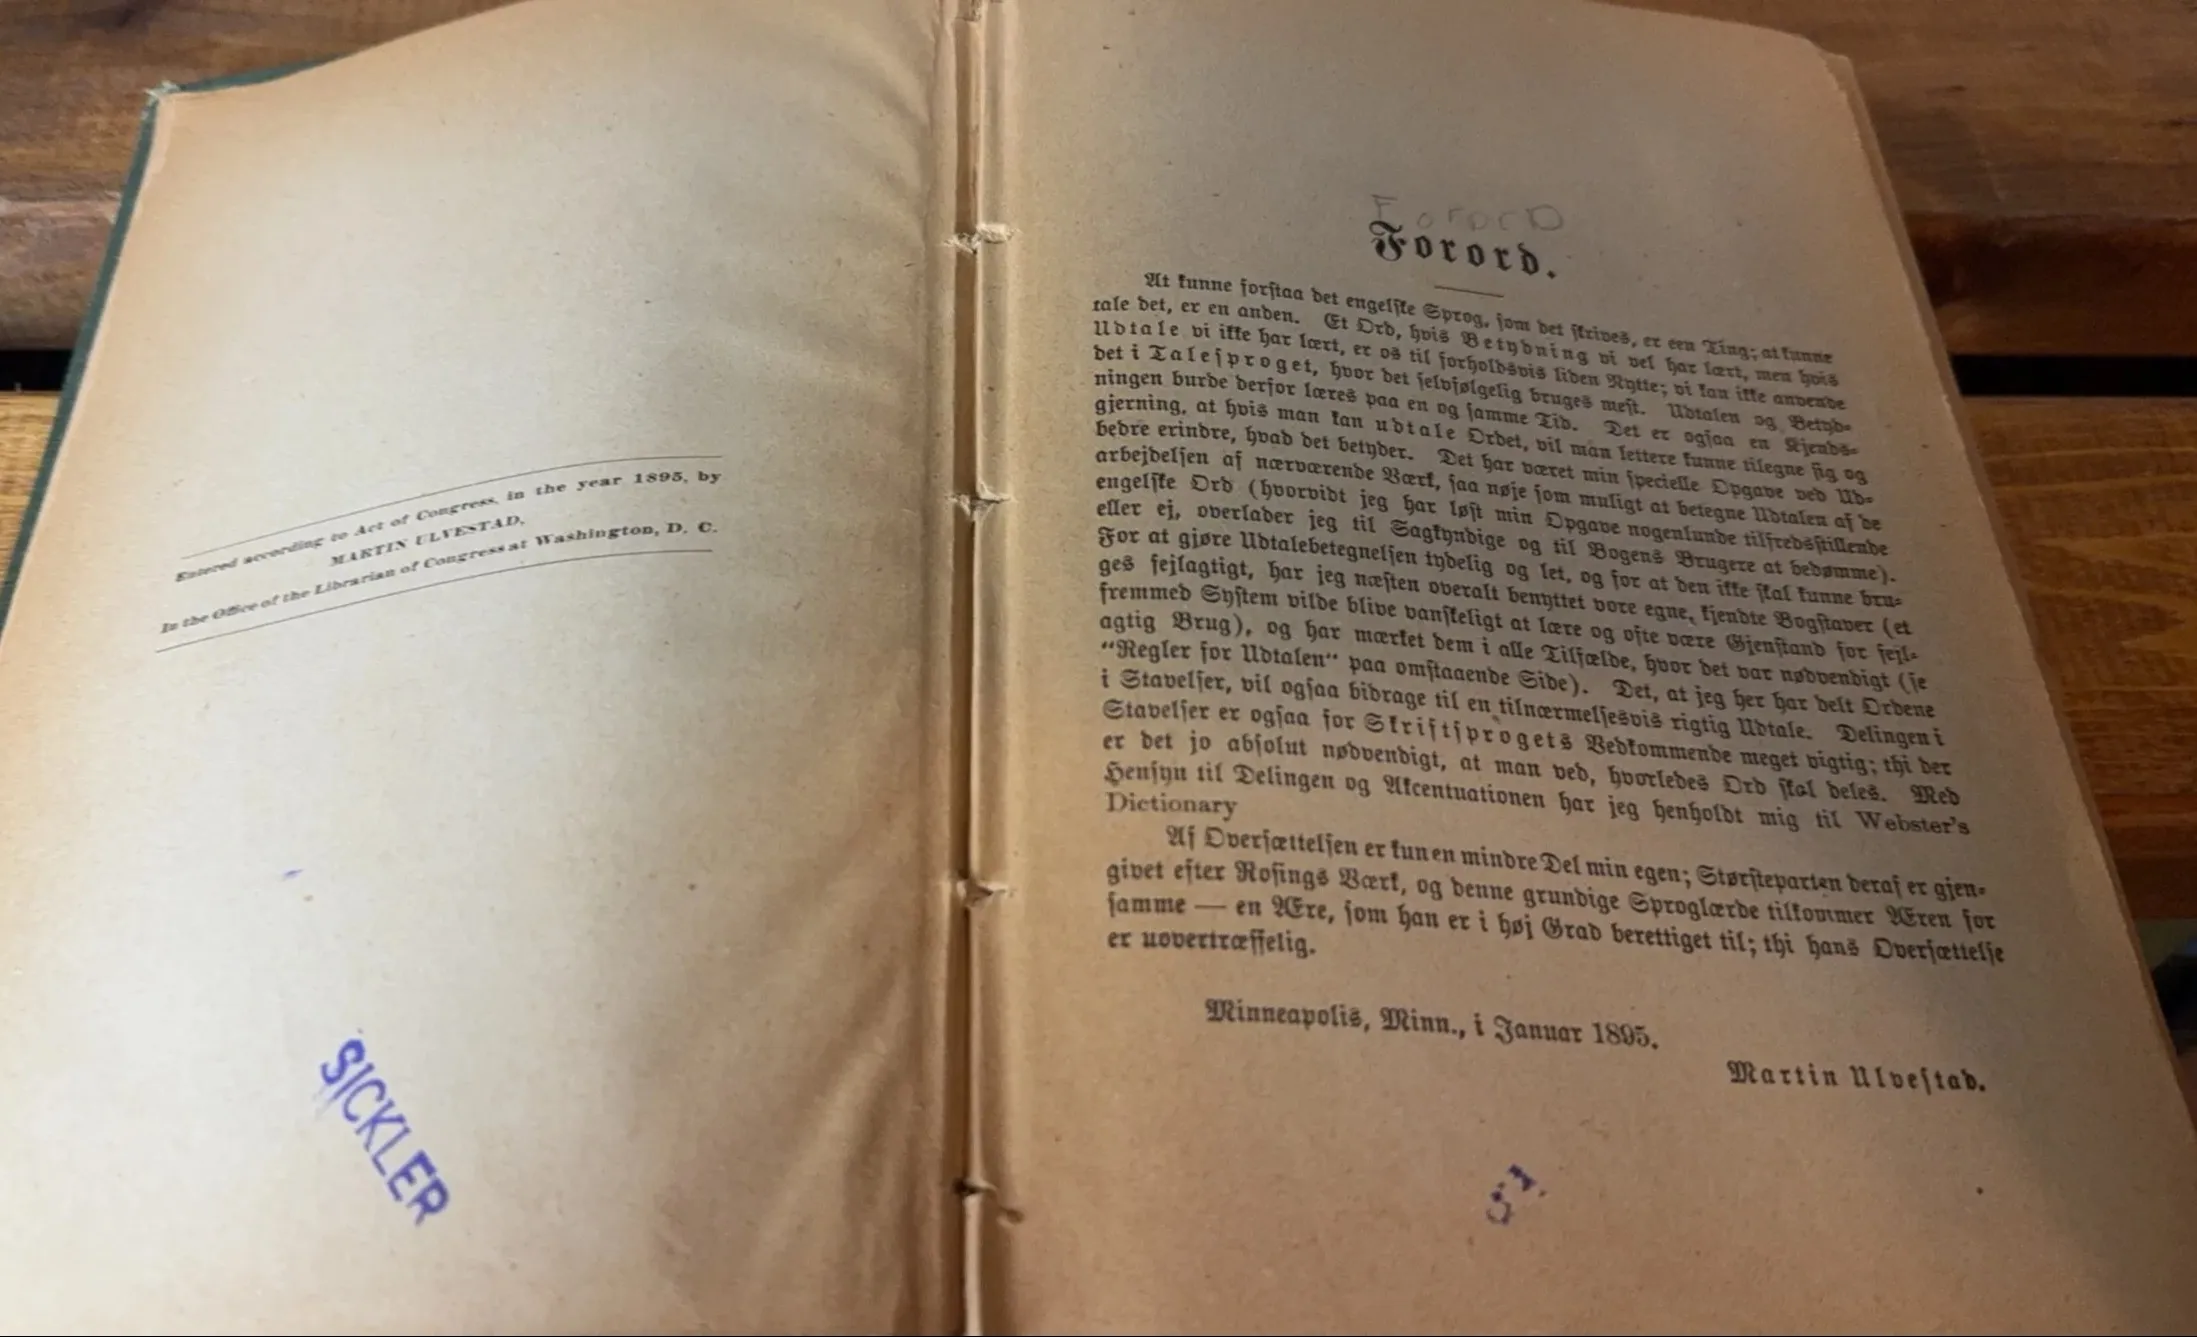 Entered according to Act of Congress, in the year 1895, by
MARTIN ULVESTAD,
In the Office of the Librarian of Congress at Washington, D. C.
SICKLER
Forord
Forord.
At kunne forstaa det engelske Sprog, som det skrives, er een Ting; at kunne
tale det, er en anden. Et Ord, hvis Betydning vi vel har lært, men hvis
Udtale vi ikke har lært, er os til forholdsvis liden Nytte; vi kan ikke anvende
det i Talesproget, hvor det selvfølgelig bruges mest. Udtalen og Betyd-
ningen burde derfor læres paa en og samme Tid. Det er ogsaa en Kjends-
gjerning, at hvis man kan udtale Ordet, vil man lettere kunne tilegne sig og
bedre erindre, hvad det betyder. Det har været min specielle Opgave ved Ud-
arbejdelsen af nærværende Værk, saa nøje som muligt at betegne Udtalen af de
engelske Ord (hvorvidt jeg har løst min Opgave nogenlunde tilfredsstillende
eller ej, overlader jeg til Sagkyndige og til Bogens Brugere at bedømme).
For at gjøre Udtalebetegnelsen tydelig og let, og for at den ikke skal kunne bru-
ges fejlagtigt, har jeg næsten overalt benyttet vore egne, kjendte Bogstaver (et
fremmed System vilde blive vanskeligt at lære og ofte være Gjenstand for fejl-
agtig Brug), og har mærket dem i alle Tilfælde, hvor det var nødvendigt (se
“Regler for Udtalen“ paa omstaaende Side). Det, at jeg her har delt Ordene
i Stavelser, vil ogsaa bidrage til en tilnærmelsesvis rigtig Udtale. Delingen i
Stavelser er ogsaa for Skriftsprogets Vedkommende meget vigtig; thi der
er det jo absolut nødvendigt, at man ved, hvorledes Ord skal deles. Med
Hensyn til Delingen og Akcentuationen har jeg henholdt mig til Webster's
Dictionary
Af Oversættelsen er kun en mindre Del min egen; Størsteparten deraf er gjen-
givet efter Rosings Værk, og denne grundige Sproglærde tilkommer Æren for
samme — en Ære, som han er i høj Grad berettiget til; thi hans Oversættelse
er uovertræffelig.
Minneapolis, Minn., i Januar 1895.
Martin Ulvestad.